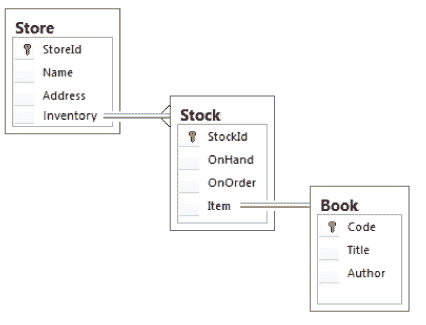 Store
StoreId
Name
Address
Inventory
Stock
StockId
OnHand
OnOrder
Item
Book
Code
Title
Author